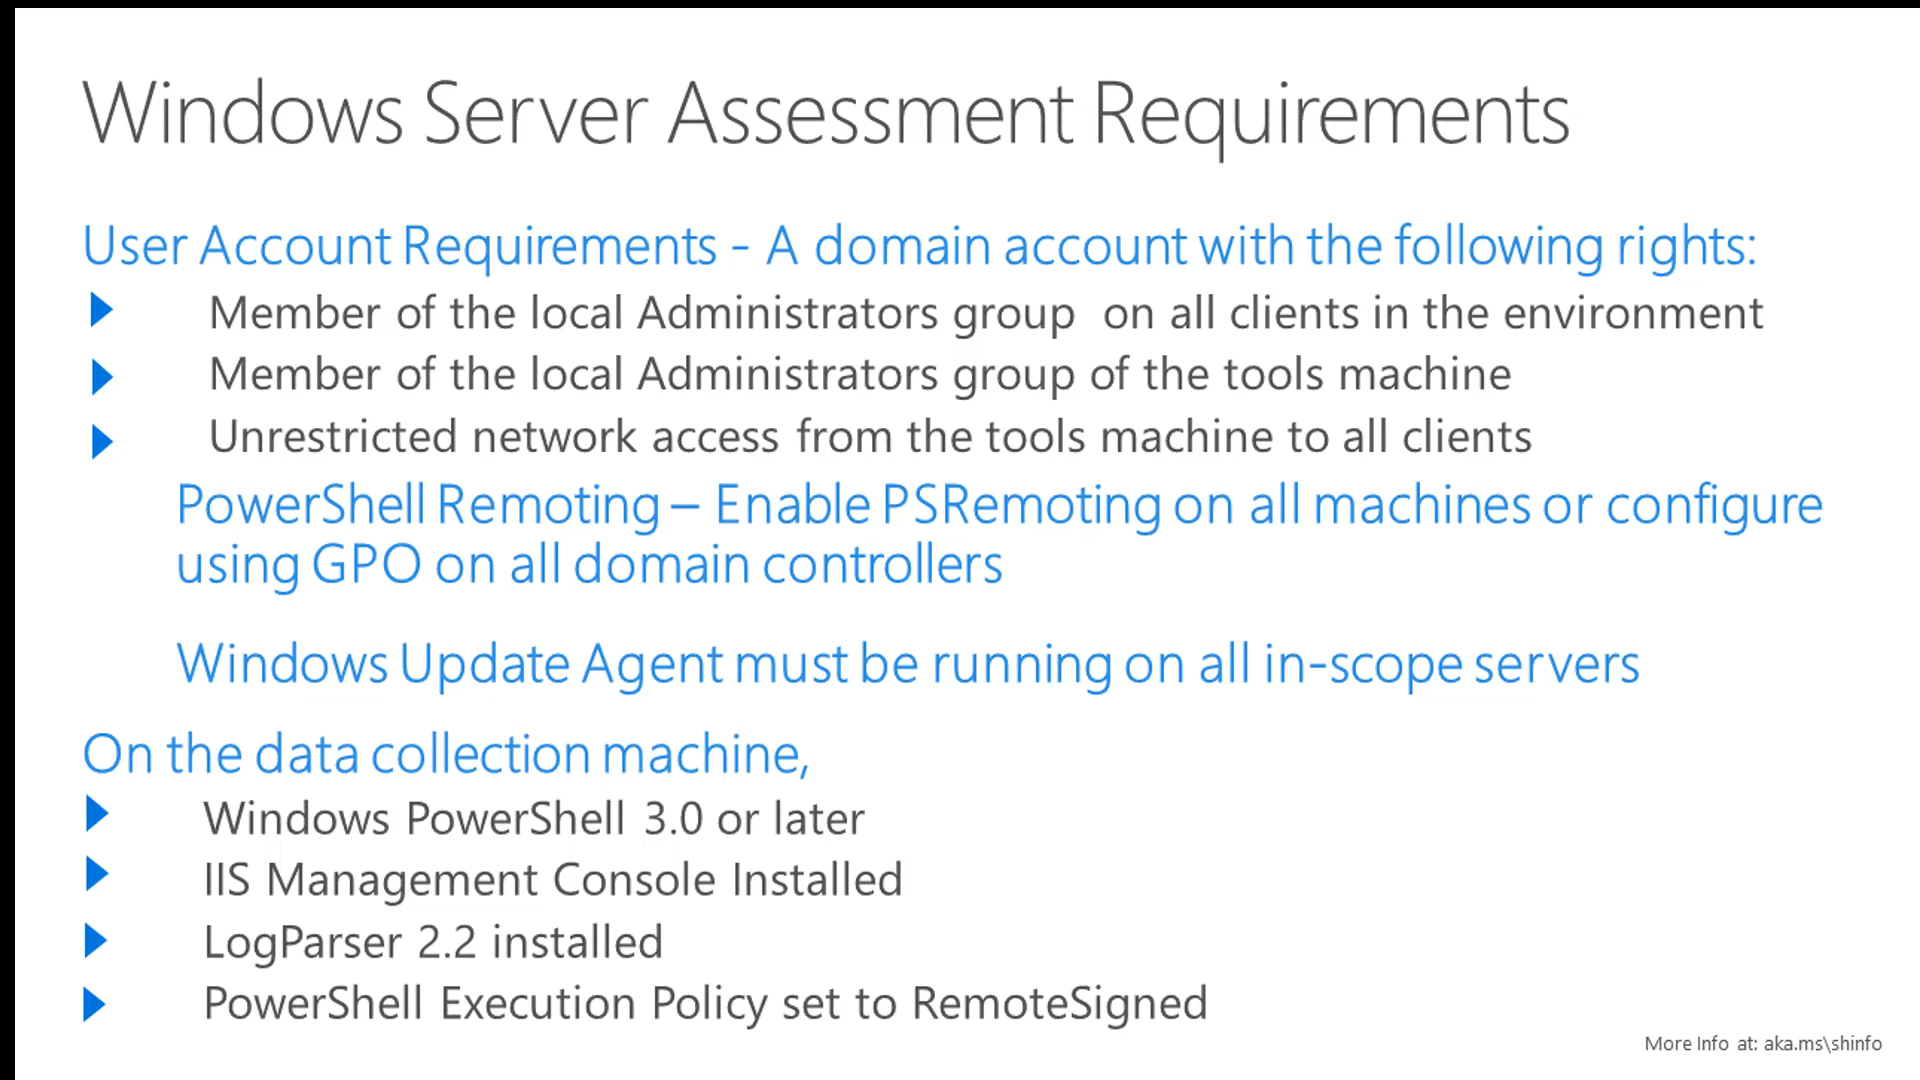 Windows Server Assessment Requirements
User Account Requirements - A domain account with the following rights:
Member of the local Administrators group on all clients in the environment
Member of the local Administrators group of the tools machine
Unrestricted network access from the tools machine to all clients
PowerShell Remoting – Enable PSRemoting on all machines or configure
using GPO on all domain controllers
Windows Update Agent must be running on all in-scope servers
On the data collection machine,
Windows PowerShell 3.0 or later
IIS Management Console Installed
LogParser 2.2 installed
PowerShell Execution Policy set to RemoteSigned
More Info at: aka.ms\shinfo